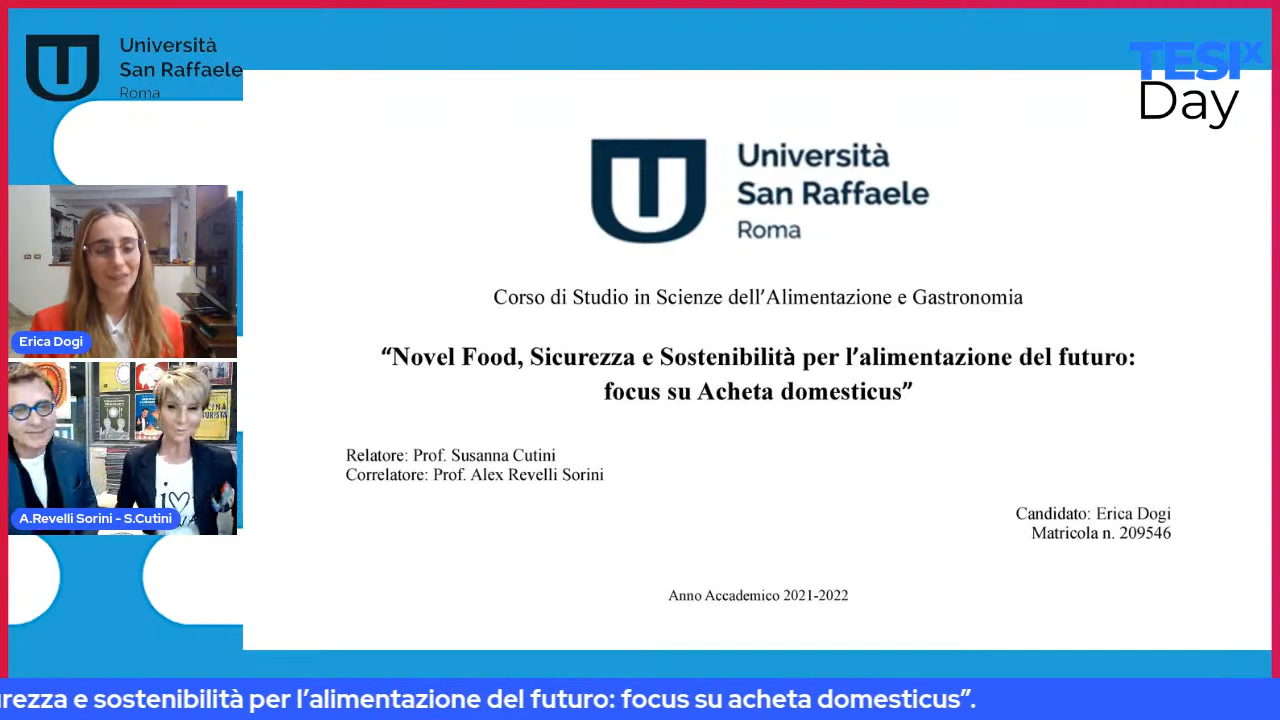 Università
San Raffaele
Roma
TESIX
Day
Università
San Raffaele
Roma
Corso di Studio in Scienze dell'Alimentazione e Gastronomia
“Novel Food, Sicurezza e Sostenibilità per l’alimentazione del futuro:
focus su Acheta domesticus”
Relatore: Prof. Susanna Cutini
Correlatore: Prof. Alex Revelli Sorini
Candidato: Erica Dogi
Matricola n. 209546
Anno Accademico 2021-2022
Erica Dogi
A.Revelli Sorini - S.Cutini
urezza e sostenibilità per l’alimentazione del futuro: focus su acheta domesticus”.